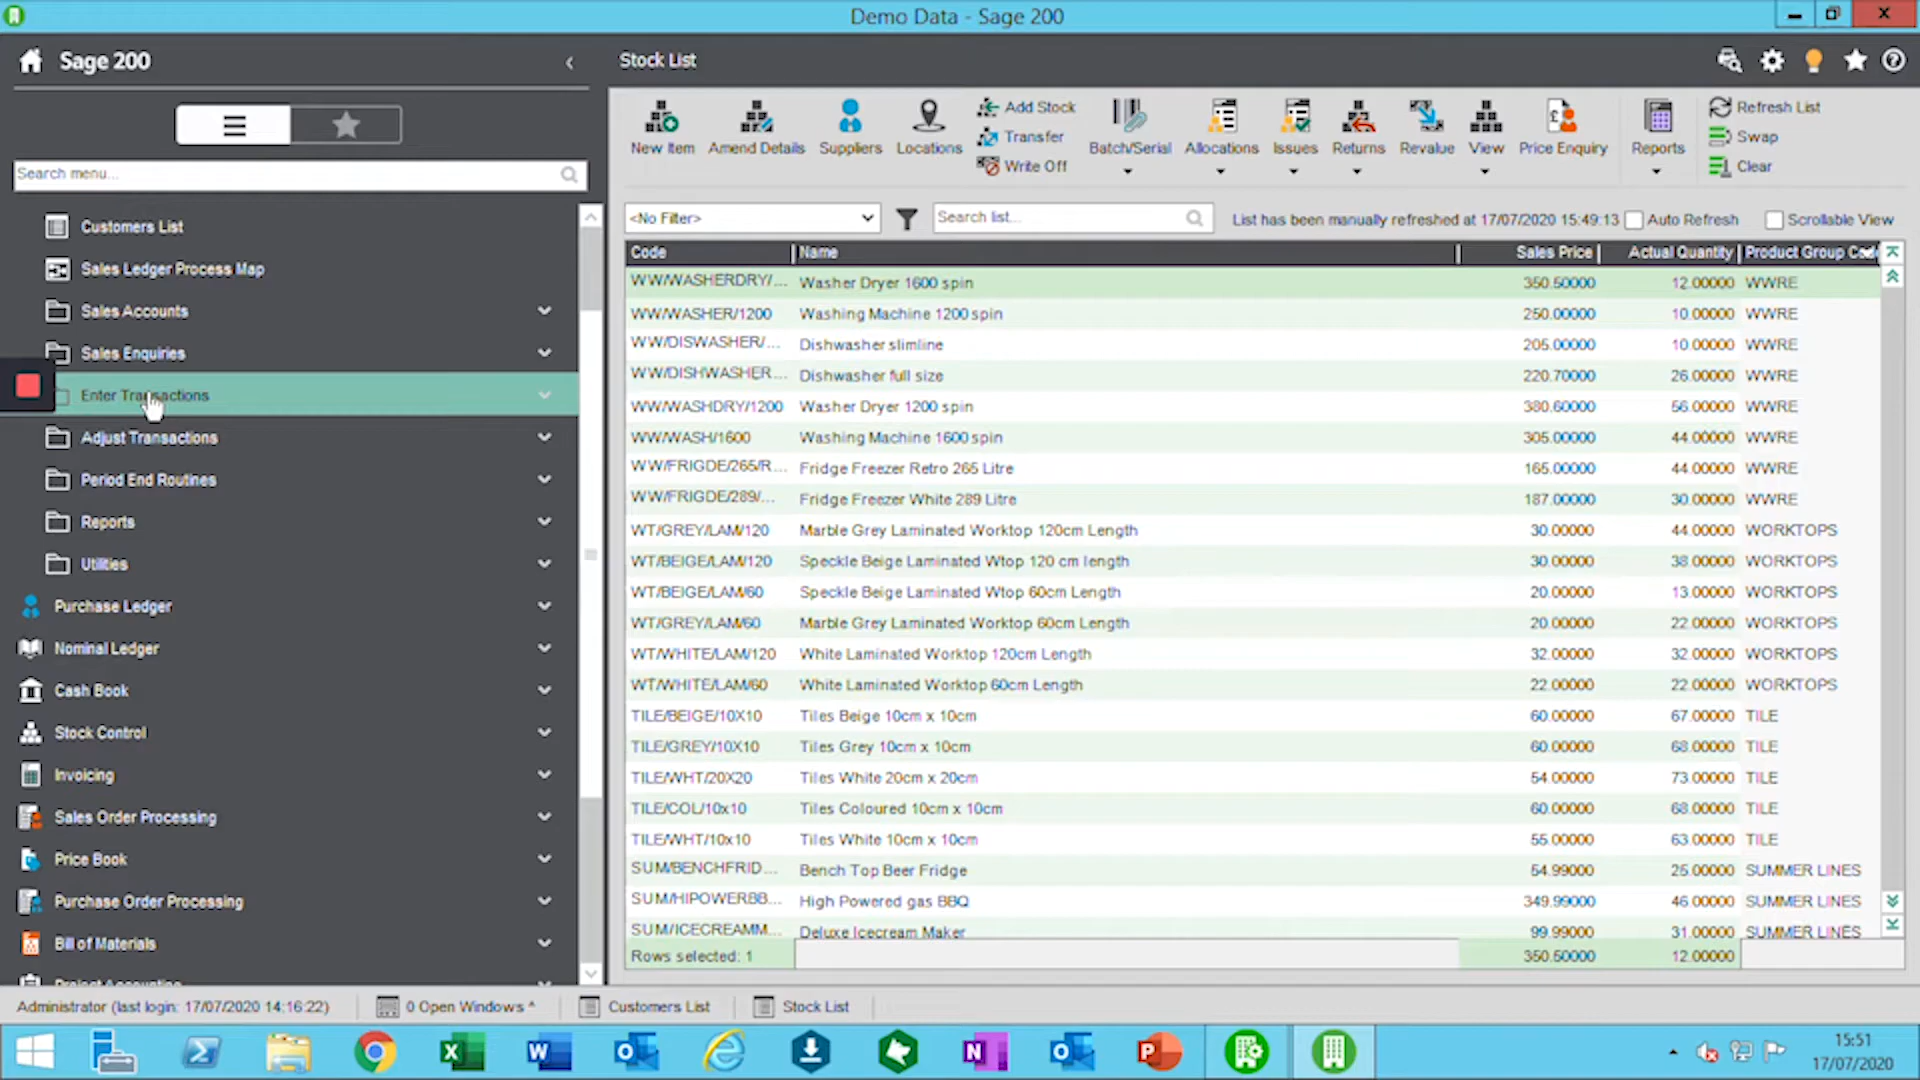 Demo Data - Sage 200
Sage 200
Stock List
Search menu...
Customers List
Sales Ledger Process Map
Sales Accounts
Sales Enquiries
Enter Transactions
Adjust Transactions
Period End Routines
Reports
Utilities
Purchase Ledger
Nominal Ledger
Cash Book
Stock Control
Invoicing
Sales Order Processing
Price Book
Purchase Order Processing
Bill of Materials
Project Accounting
New Item Amend Details Suppliers Locations
Add Stock
Transfer
Write Off
Batch/Serial Allocations Issues Returns Revalue View Price Enquiry Reports
Refresh List
Swap
Clear
<No Filter> Search list... List has been manually refreshed at 17/07/2020 15:49:13 Auto Refresh Scrollable View
Code Name Sales Price Actual Quantity Product Group Code
WW/WASHERDRY/... Washer Dryer 1600 spin 350.50000 12.00000 WWRE
WW/WASHER/1200 Washing Machine 1200 spin 250.00000 10.00000 WWRE
WW/DISWASHER/... Dishwasher slimline 205.00000 10.00000 WWRE
WW/DISHWASHER... Dishwasher full size 220.70000 26.00000 WWRE
WW/WASHDRY/1200 Washer Dryer 1200 spin 380.60000 56.00000 WWRE
WW/WASH/1600 Washing Machine 1600 spin 305.00000 44.00000 WWRE
WW/FRIGDE/265/R... Fridge Freezer Retro 265 Litre 165.00000 44.00000 WWRE
WW/FRIGDE/289/... Fridge Freezer White 289 Litre 187.00000 30.00000 WWRE
WT/GREY/LAM/120 Marble Grey Laminated Worktop 120cm Length 30.00000 44.00000 WORKTOPS
WT/BEIGE/LAM/120 Speckle Beige Laminated Wtop 120 cm length 30.00000 38.00000 WORKTOPS
WT/BEIGE/LAM/60 Speckle Beige Laminated Wtop 60cm Length 20.00000 13.00000 WORKTOPS
WT/GREY/LAM/60 Marble Grey Laminated Worktop 60cm Length 20.00000 22.00000 WORKTOPS
WT/WHITE/LAM/120 White Laminated Worktop 120cm Length 32.00000 32.00000 WORKTOPS
WT/WHITE/LAM/60 White Laminated Worktop 60cm Length 22.00000 22.00000 WORKTOPS
TILE/BEIGE/10X10 Tiles Beige 10cm x 10cm 60.00000 67.00000 TILE
TILE/GREY/10X10 Tiles Grey 10cm x 10cm 60.00000 68.00000 TILE
TILE/WHT/20X20 Tiles White 20cm x 20cm 54.00000 73.00000 TILE
TILE/COL/10x10 Tiles Coloured 10cm x 10cm 60.00000 68.00000 TILE
TILE/WHT/10x10 Tiles White 10cm x 10cm 55.00000 63.00000 TILE
SUM/BENCHFRID... Bench Top Beer Fridge 54.99000 25.00000 SUMMER LINES
SUM/HIPOWERBB... High Powered gas BBQ 349.99000 46.00000 SUMMER LINES
SUM/ICECREAMM... Deluxe Icecream Maker 99.99000 31.00000 SUMMER LINES
Rows selected: 1 350.50000 12.00000
Administrator (last login: 17/07/2020 14:16:22) 0 Open Windows ^ Customers List Stock List
15:51
17/07/2020